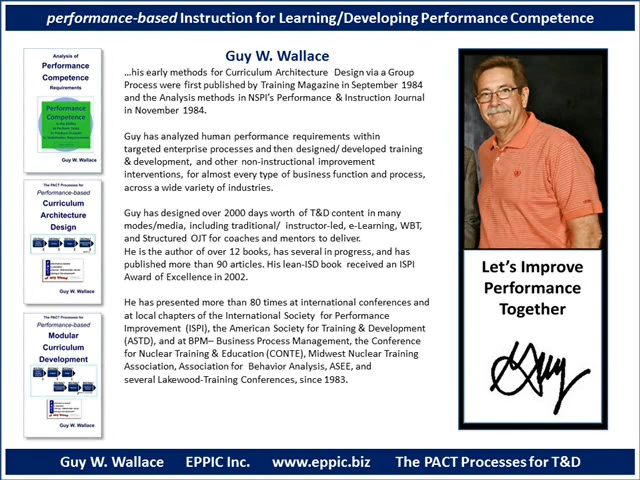 performance-based Instruction for Learning/Developing Performance Competence
Analysis of
Performance
Competence
Requirements
Performance
Competence
Guy W. Wallace
The PACT Processes for
Performance-based
Curriculum
Architecture
Design
Guy W. Wallace
The PACT Processes for
Performance-based
Modular
Curriculum
Development
Guy W. Wallace
Guy W. Wallace
…his early methods for Curriculum Architecture Design via a Group
Process were first published by Training Magazine in September 1984
and the Analysis methods in NSPI's Performance & Instruction Journal
in November 1984.
Guy has analyzed human performance requirements within
targeted enterprise processes and then designed/ developed training
& development, and other non-instructional improvement
interventions, for almost every type of business function and process,
across a wide variety of industries.
Guy has designed over 2000 days worth of T&D content in many
modes/media, including traditional/ instructor-led, e-Learning, WBT,
and Structured OJT for coaches and mentors to deliver.
He is the author of over 12 books, has several in progress, and has
published more than 90 articles. His lean-ISD book received an ISPI
Award of Excellence in 2002.
He has presented more than 80 times at international conferences and
at local chapters of the International Society for Performance
Improvement (ISPI), the American Society for Training & Development
(ASTD), and at BPM– Business Process Management, the Conference
for Nuclear Training & Education (CONTE), Midwest Nuclear Training
Association, Association for Behavior Analysis, ASEE, and
several Lakewood-Training Conferences, since 1983.
Let's Improve
Performance
Together
Guy
Guy W. Wallace EPPIC Inc. www.eppic.biz The PACT Processes for T&D